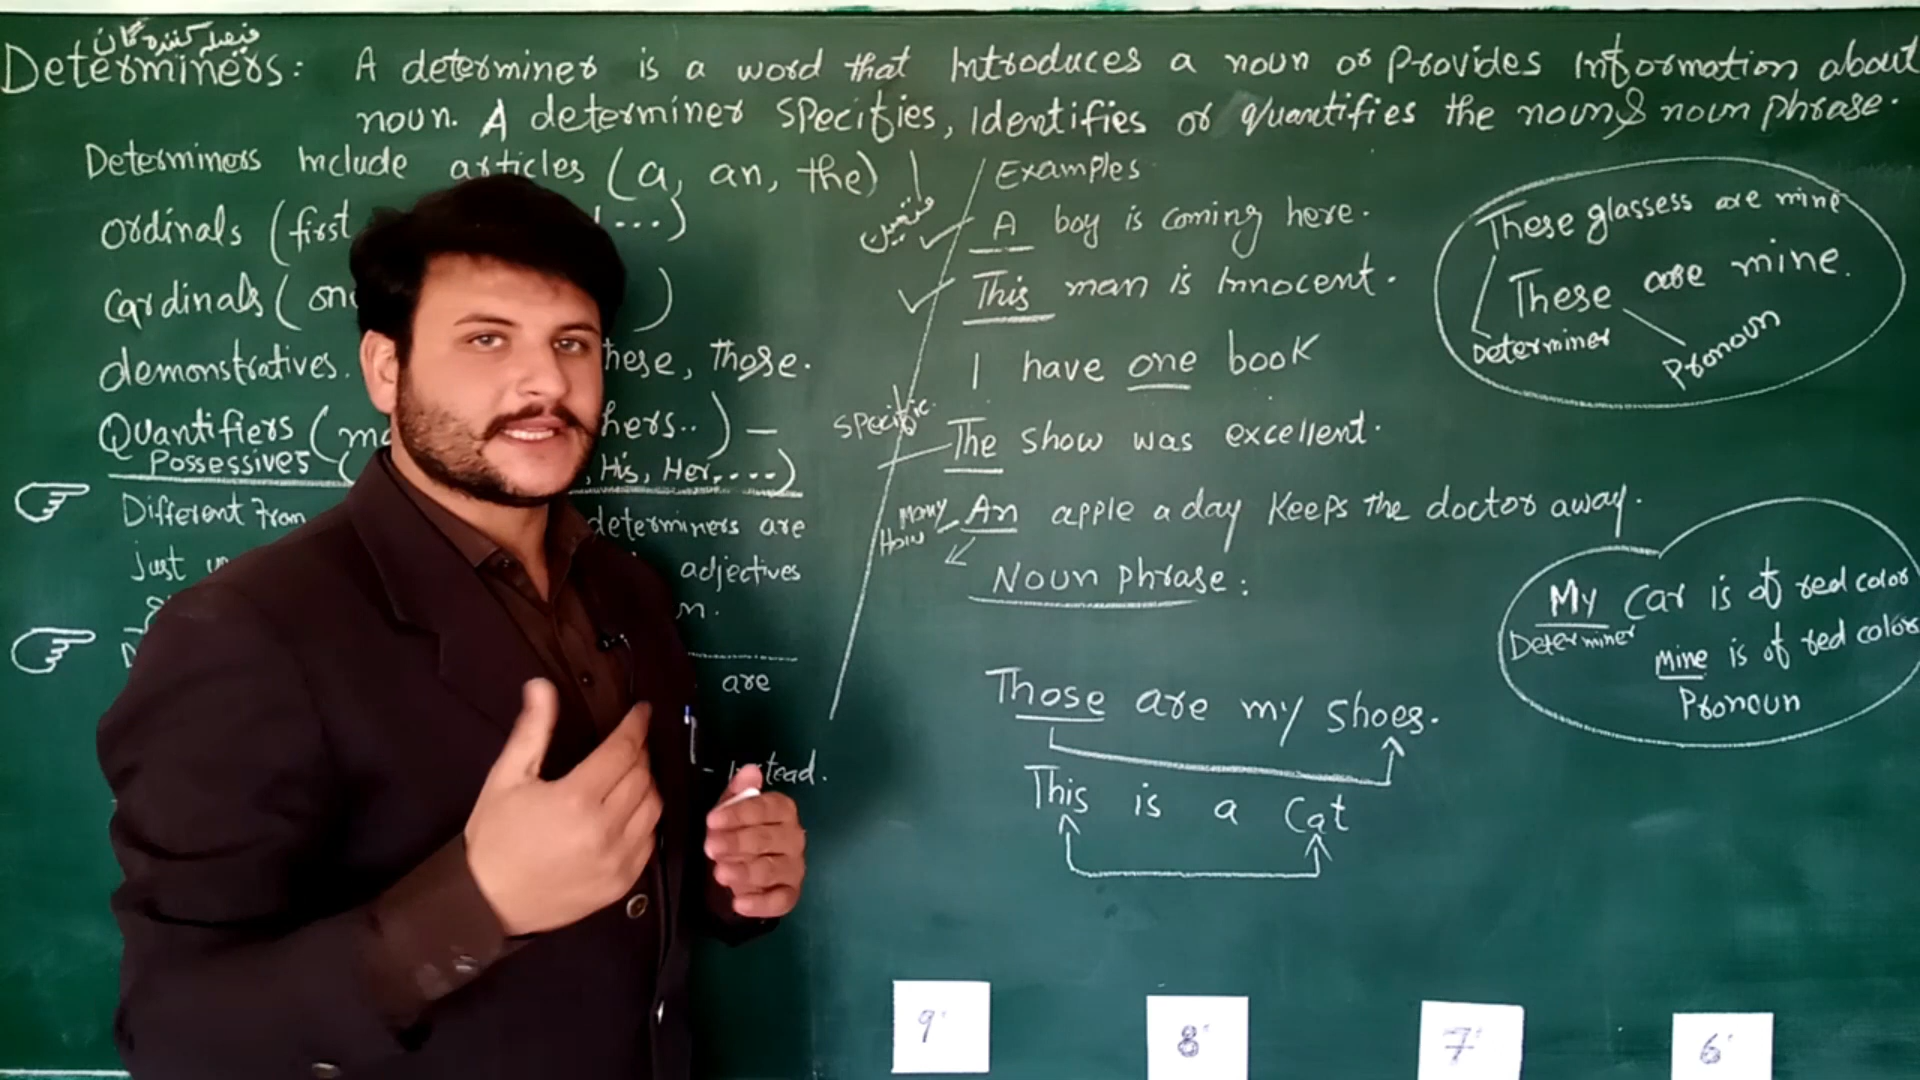 فیصلہ کنندہ گان
Determiners: A determiner is a word that Introduces a noun or Provides Information about
noun. A determiner specifies, Identifies or quantifies the noun & noun phrase.
Determiners Include articles (a, an, the)
Ordinals (first ...)
Cardinals (
demonstratives. these, Those.
Quantifiers ( hers..) –
Possessives ( , His, Her,....)
Different from determiners are
Just adjectives
are
Instead.
Examples
A boy is coming here.
This man is Innocent.
I have one book
Specific.
The show was excellent.
Many
An apple a day Keeps the doctor away.
Noun phrase:
Those are my shoes.
This is a Cat
These glassess are mine
These are mine.
Determiner
Pronoun
My Car is of red color
Determiner
Mine is of red color
Pronoun
9'
8'
7'
6'